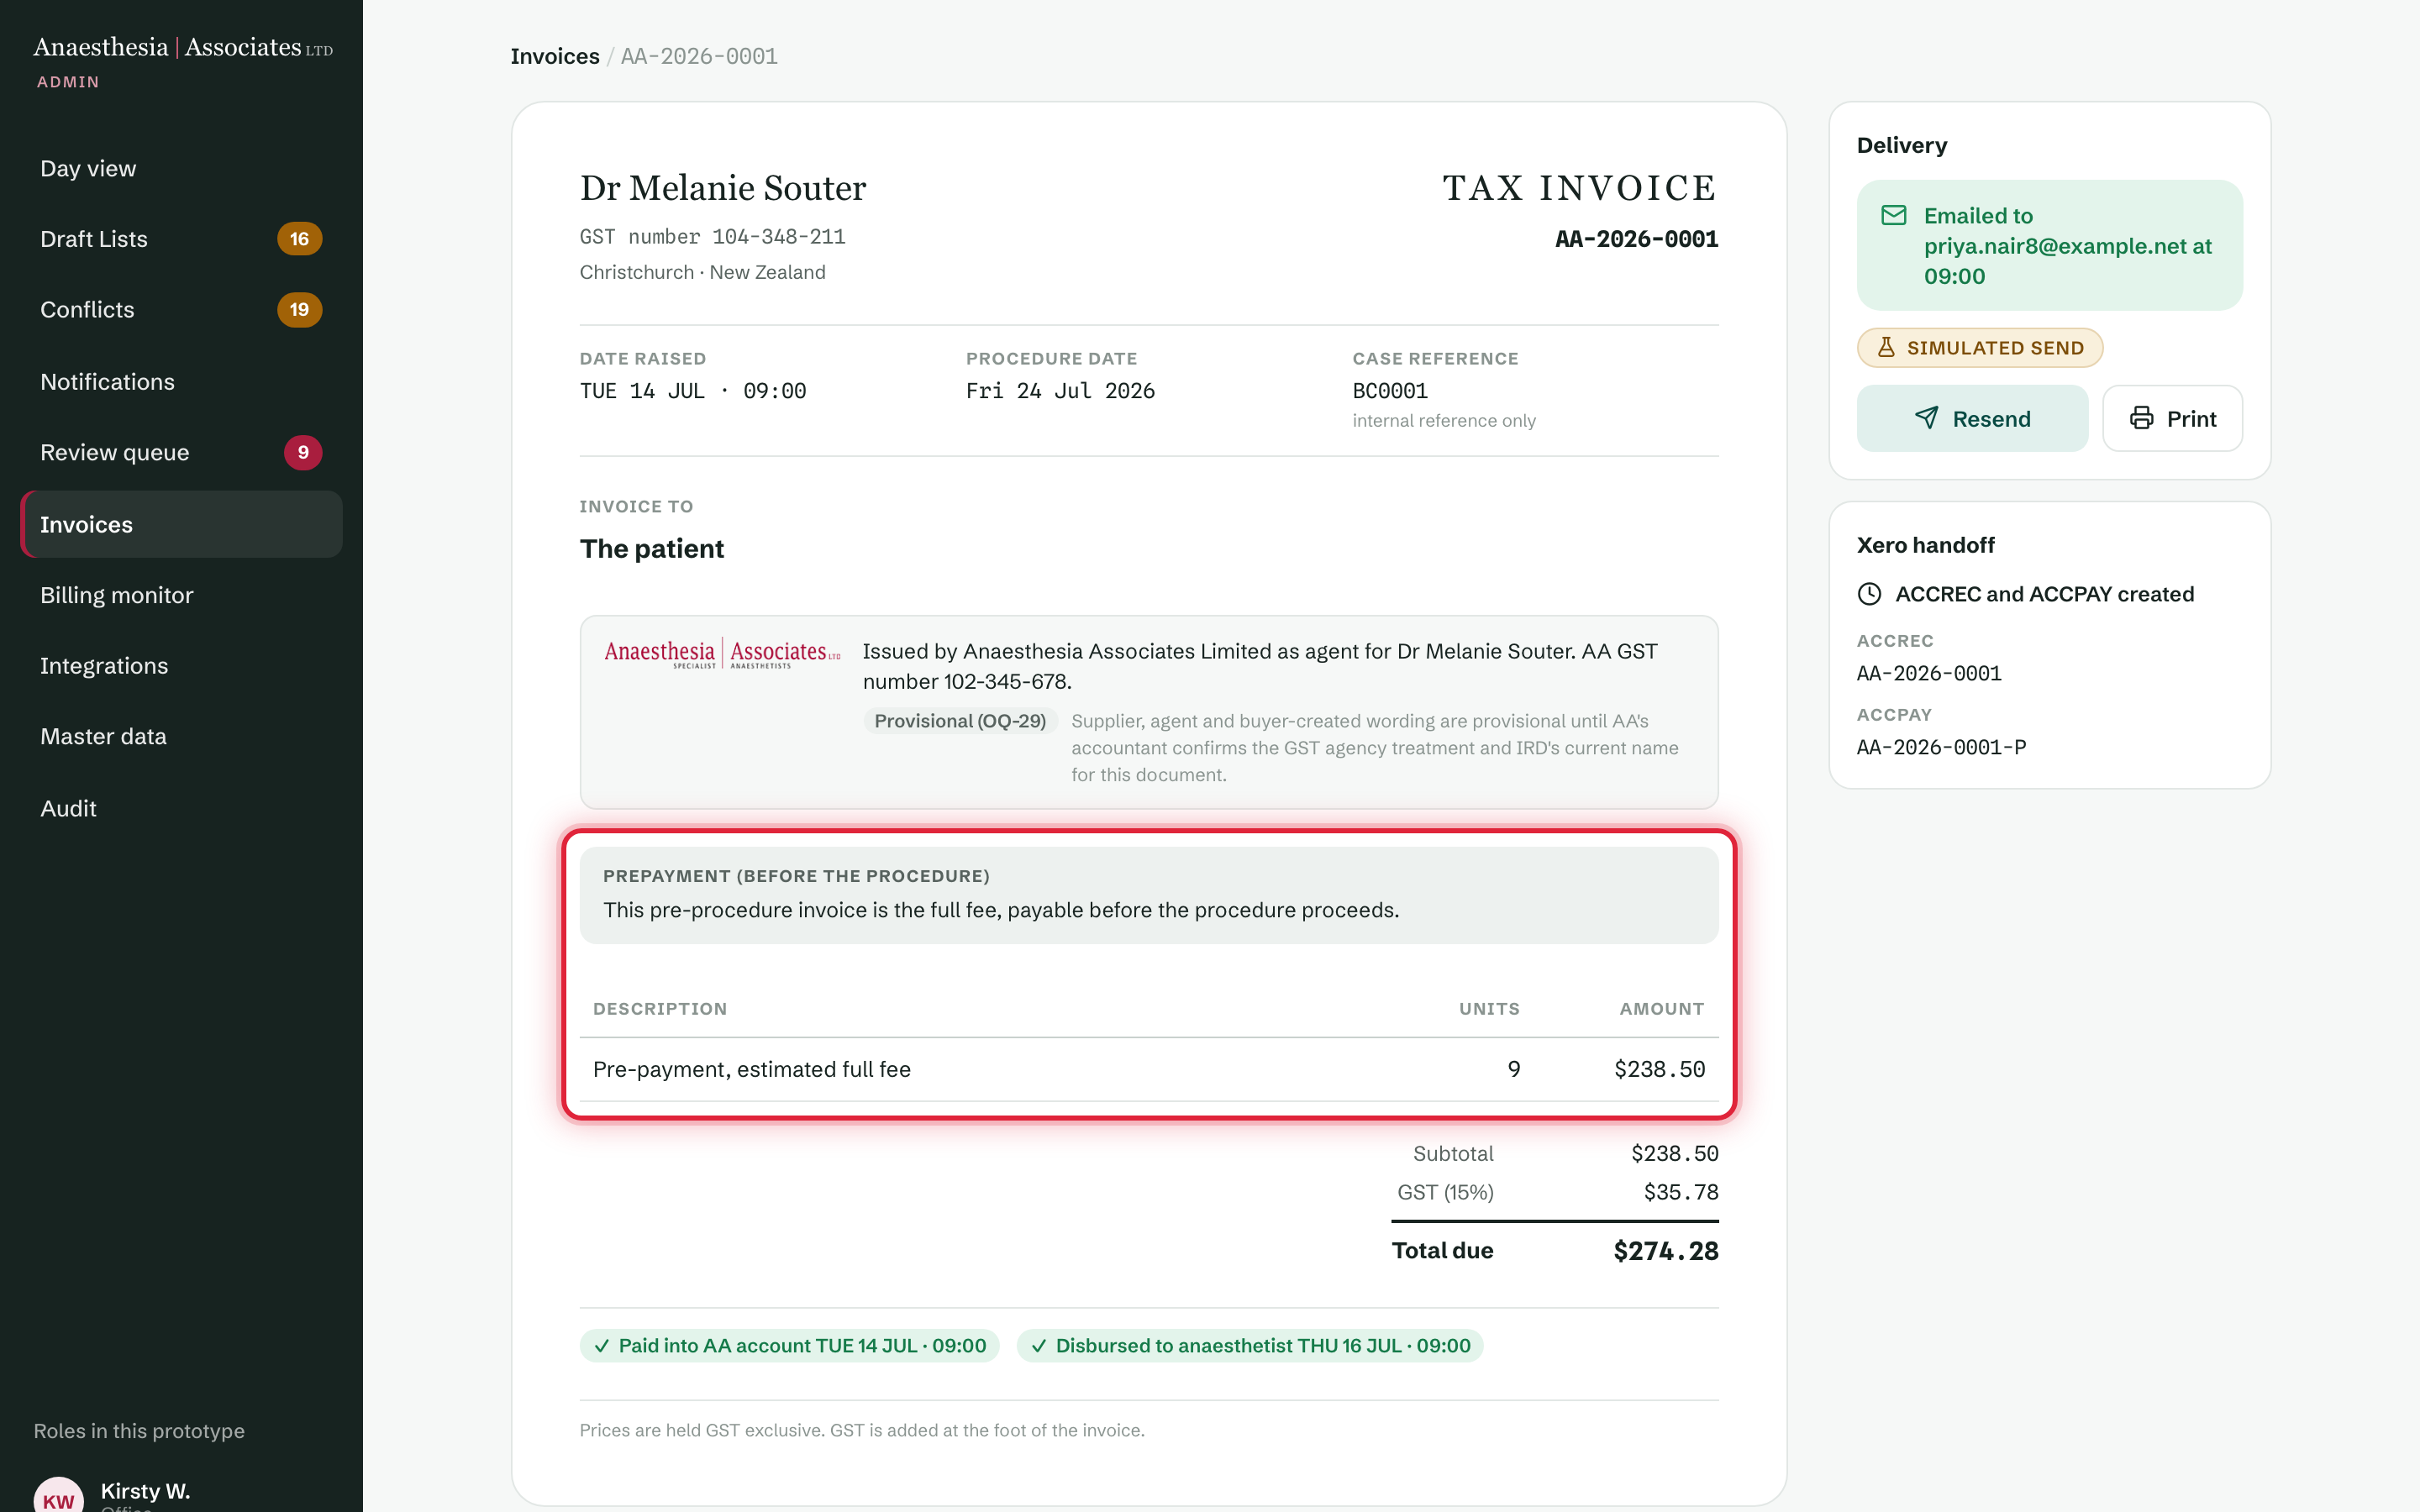 Anaesthesia | Associates LTD
ADMIN
Day view
Draft Lists 16
Conflicts 19
Notifications
Review queue 9
Invoices
Billing monitor
Integrations
Master data
Audit
Roles in this prototype
KW Kirsty W.
Invoices / AA-2026-0001
Dr Melanie Souter
GST number 104-348-211
Christchurch · New Zealand
TAX INVOICE
AA-2026-0001
DATE RAISED
TUE 14 JUL · 09:00
PROCEDURE DATE
Fri 24 Jul 2026
CASE REFERENCE
BC0001
internal reference only
INVOICE TO
The patient
Anaesthesia | Associates LTD
SPECIALIST ANAESTHETISTS
Issued by Anaesthesia Associates Limited as agent for Dr Melanie Souter. AA GST
number 102-345-678.
Provisional (OQ-29)
Supplier, agent and buyer-created wording are provisional until AA's
accountant confirms the GST agency treatment and IRD's current name
for this document.
PREPAYMENT (BEFORE THE PROCEDURE)
This pre-procedure invoice is the full fee, payable before the procedure proceeds.
DESCRIPTION UNITS AMOUNT
Pre-payment, estimated full fee 9 $238.50
Subtotal $238.50
GST (15%) $35.78
Total due $274.28
Paid into AA account TUE 14 JUL · 09:00
Disbursed to anaesthetist THU 16 JUL · 09:00
Prices are held GST exclusive. GST is added at the foot of the invoice.
Delivery
Emailed to
priya.nair8@example.net at
09:00
SIMULATED SEND
Resend
Print
Xero handoff
ACCREC and ACCPAY created
ACCREC
AA-2026-0001
ACCPAY
AA-2026-0001-P